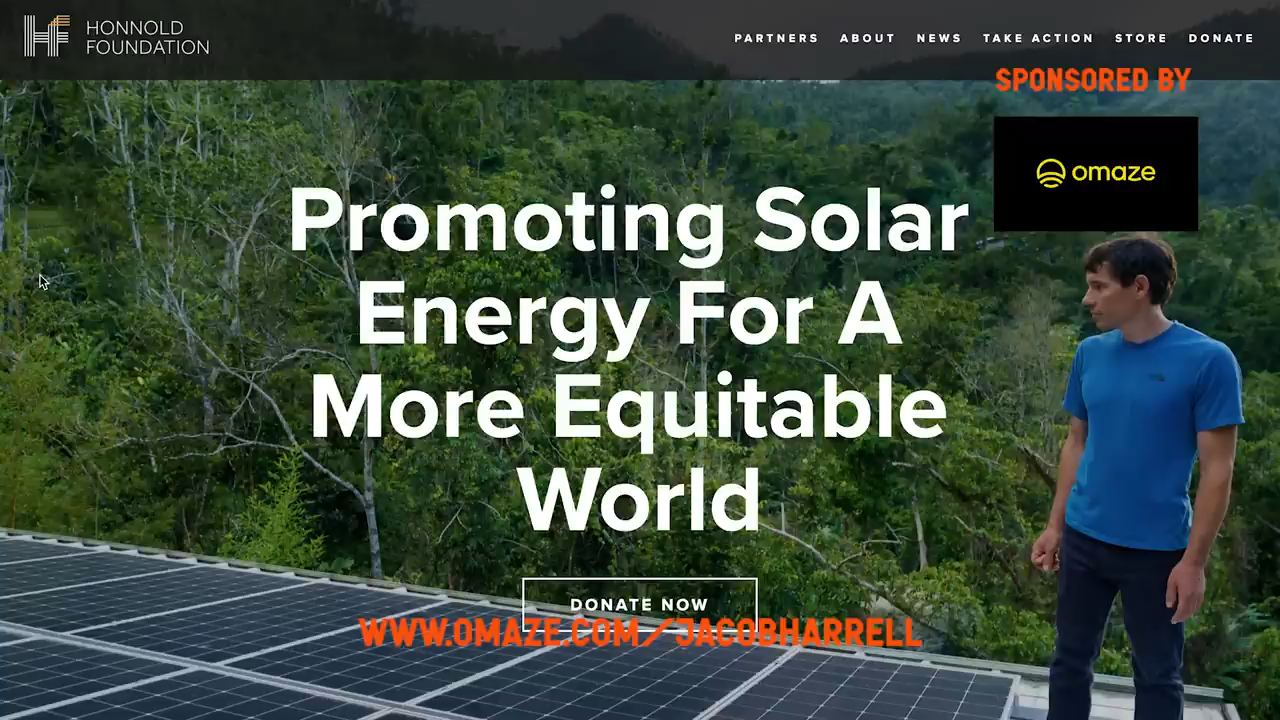 HONNOLD
FOUNDATION
PARTNERS ABOUT NEWS TAKE ACTION STORE DONATE
SPONSORED BY
omaze
Promoting Solar
Energy For A
More Equitable
World
DONATE NOW
WWW.OMAZE.COM/JACOBHARRELL